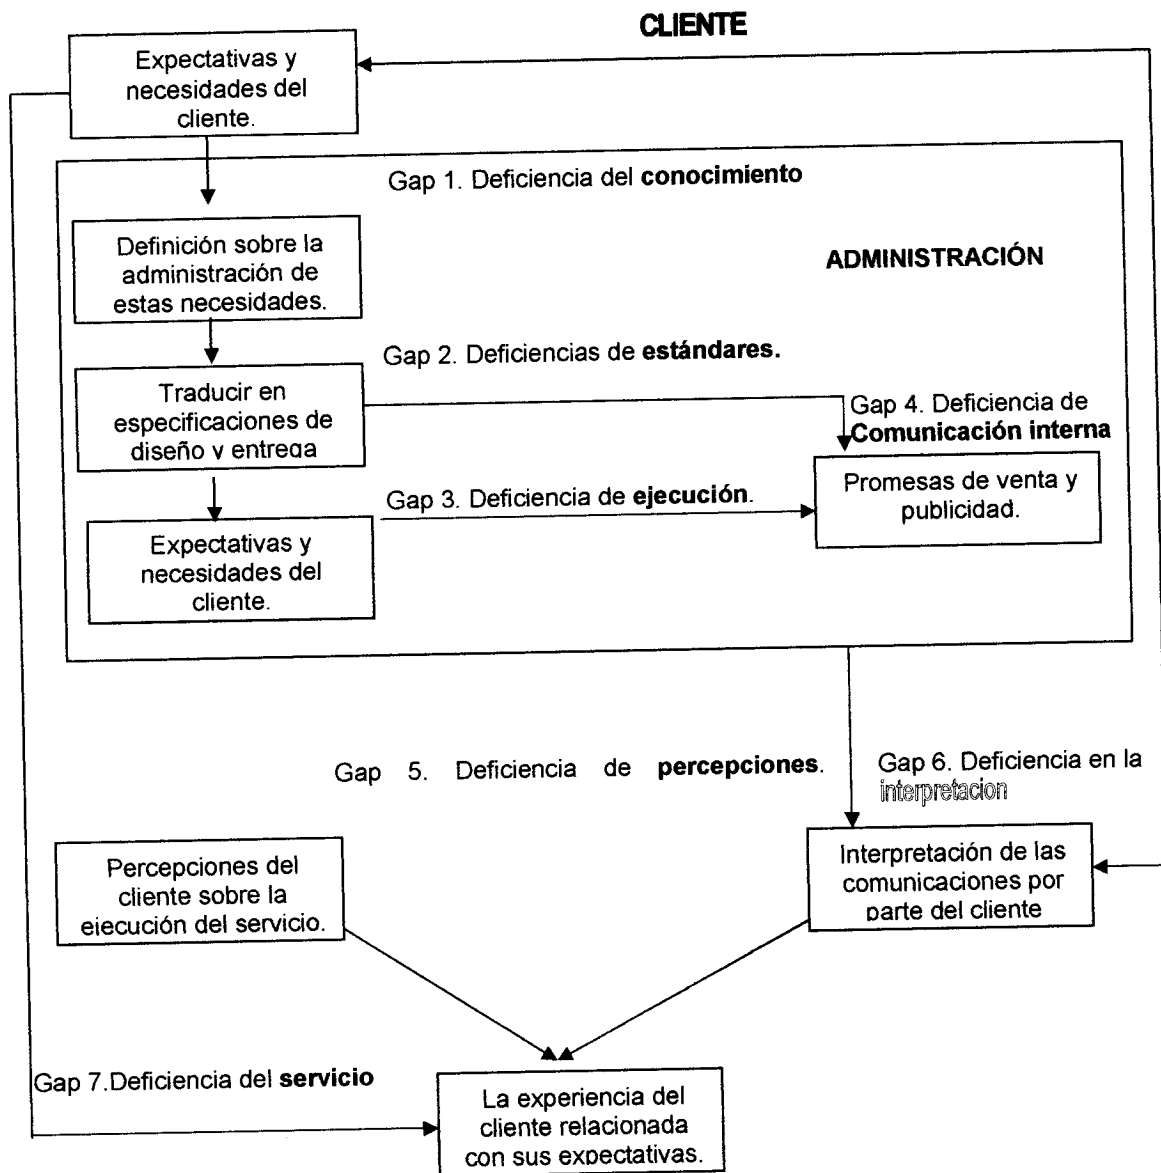 CLIENTE
Expectativas y
necesidades del
cliente.
Gap 1. Deficiencia del conocimiento
Definición sobre la
administración de
estas necesidades.
ADMINISTRACIÓN
Gap 2. Deficiencias de estándares.
Traducir en
especificaciones de
diseño y entrega
Gap 4. Deficiencia de
Comunicación interna
Gap 3. Deficiencia de ejecución.
Promesas de venta y
publicidad.
Expectativas y
necesidades del
cliente.
Gap 5. Deficiencia de percepciones.
Gap 6. Deficiencia en la
interpretacion
Percepciones del
cliente sobre la
ejecución del servicio.
Interpretación de las
comunicaciones por
parte del cliente
Gap 7.Deficiencia del servicio
La experiencia del
cliente relacionada
con sus expectativas.